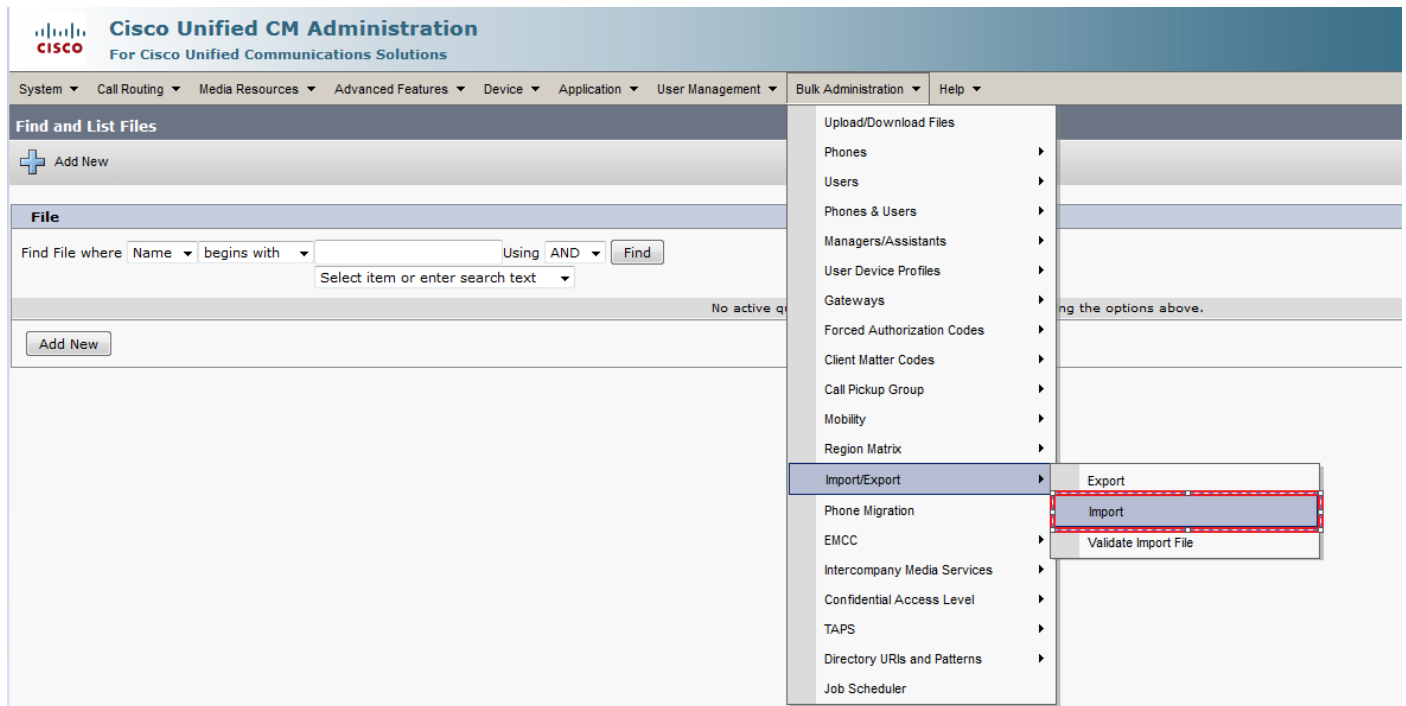 CISCO
Cisco Unified CM Administration
For Cisco Unified Communications Solutions
System Call Routing Media Resources Advanced Features Device Application User Management Bulk Administration Help
Find and List Files
Add New
File
Find File where Name begins with Using AND Find
Select item or enter search text
No active q ng the options above.
Add New
Upload/Download Files
Phones
Users
Phones & Users
Managers/Assistants
User Device Profiles
Gateways
Forced Authorization Codes
Client Matter Codes
Call Pickup Group
Mobility
Region Matrix
Import/Export
Phone Migration
EMCC
Intercompany Media Services
Confidential Access Level
TAPS
Directory URIs and Patterns
Job Scheduler
Export
Import
Validate Import File